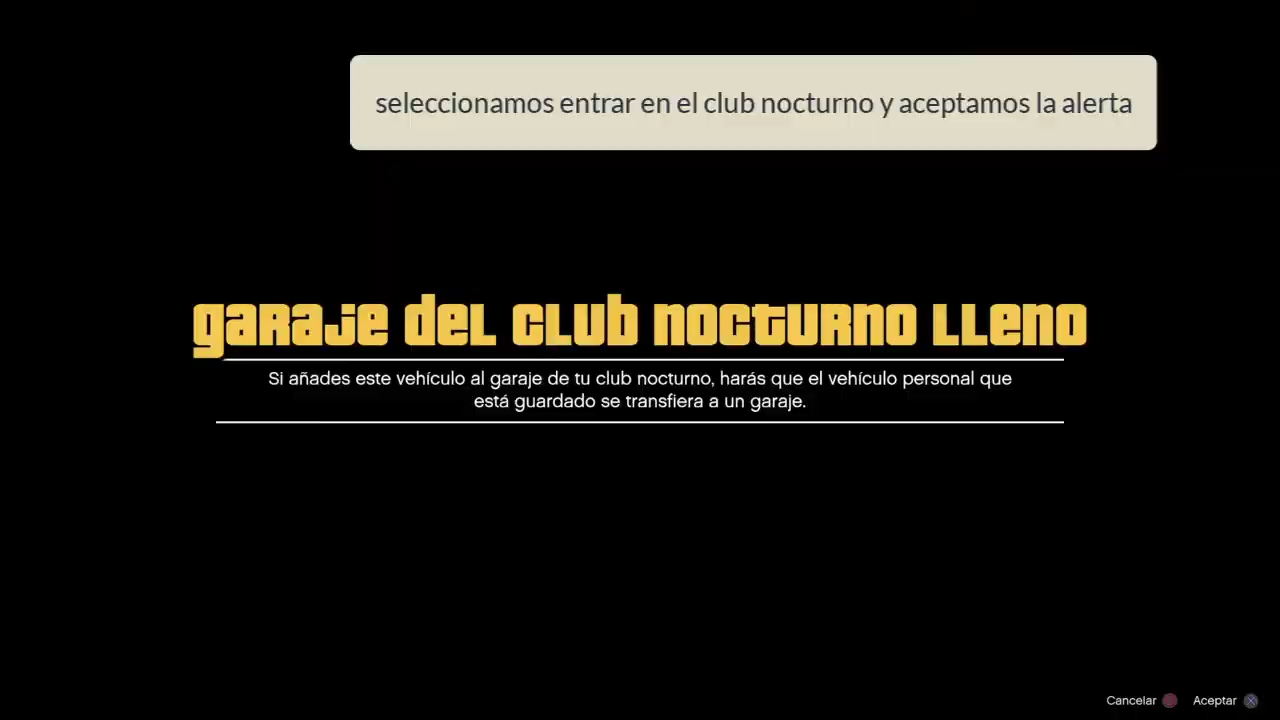 seleccionamos entrar en el club nocturno y aceptamos la alerta
garaje del club nocturno lleno
Si añades este vehículo al garaje de tu club nocturno, harás que el vehículo personal que
está guardado se transfiera a un garaje.
Cancelar Aceptar